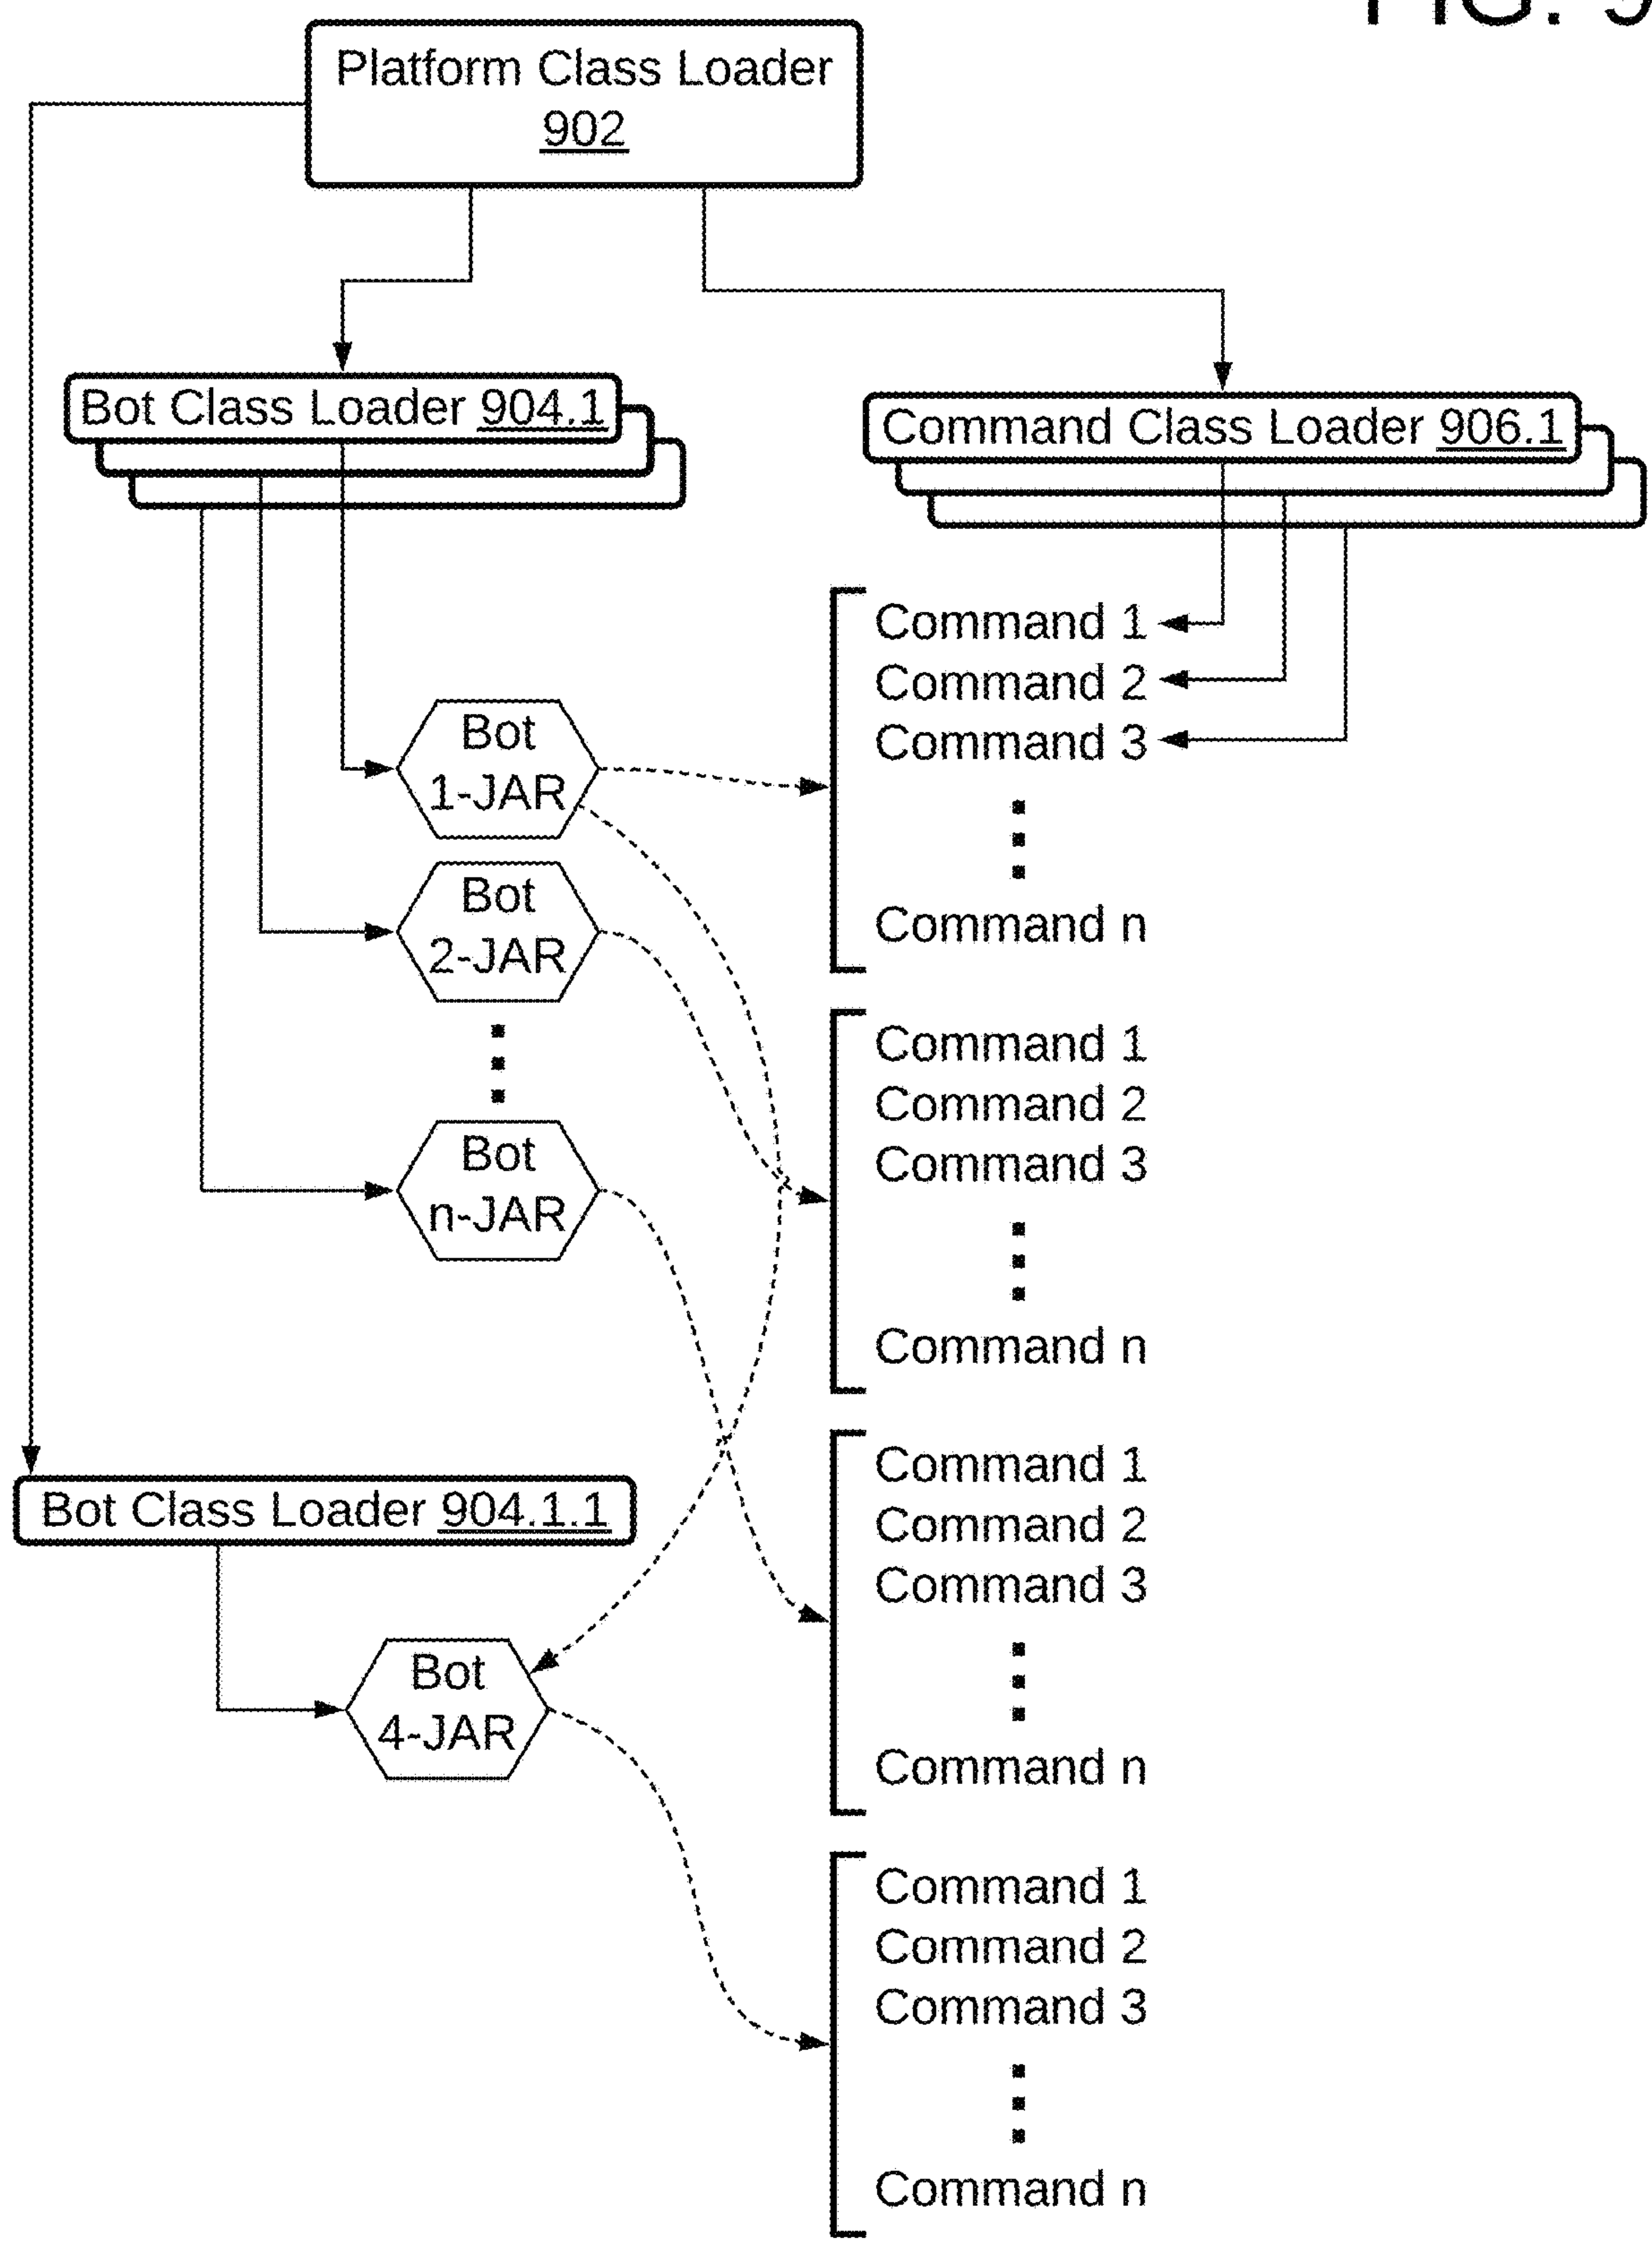 FIG. 9
Platform Class Loader
902
Bot Class Loader 904.1
Command Class Loader 906.1
Command 1
Command 2
Command 3
Command n
Bot
1-JAR
Bot
2-JAR
Bot
n-JAR
Command 1
Command 2
Command 3
Command n
Command 1
Command 2
Command 3
Command n
Bot Class Loader 904.1.1
Bot
4-JAR
Command 1
Command 2
Command 3
Command n